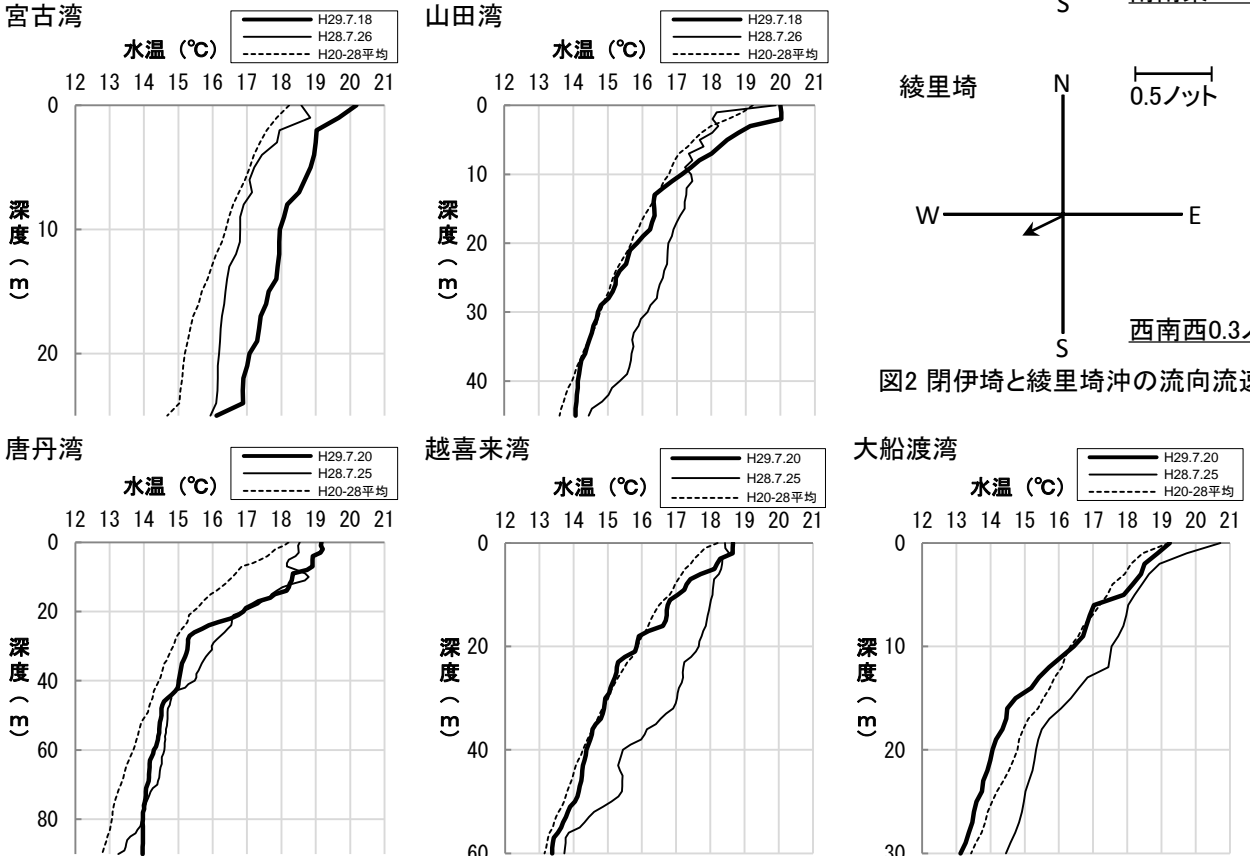 宮古湾
H29.7.18
H28.7.26
H20-28平均
水温 (℃)
12 13 14 15 16 17 18 19 20 21
0
10
20
深度(m)
山田湾
H29.7.18
H28.7.26
H20-28平均
水温 (℃)
12 13 14 15 16 17 18 19 20 21
0
10
20
30
40
深度(m)
S
綾里埼
0.5ノット
N
W
E
S
西南西0.3
図2 閉伊埼と綾里埼沖の流向流速
唐丹湾
H29.7.20
H28.7.25
H20-28平均
水温 (℃)
12 13 14 15 16 17 18 19 20 21
0
20
40
60
80
深度(m)
越喜来湾
H29.7.20
H28.7.25
H20-28平均
水温 (℃)
12 13 14 15 16 17 18 19 20 21
0
20
40
60
深度(m)
大船渡湾
H29.7.20
H28.7.25
H20-28平均
水温 (℃)
12 13 14 15 16 17 18 19 20 21
0
10
20
30
深度(m)